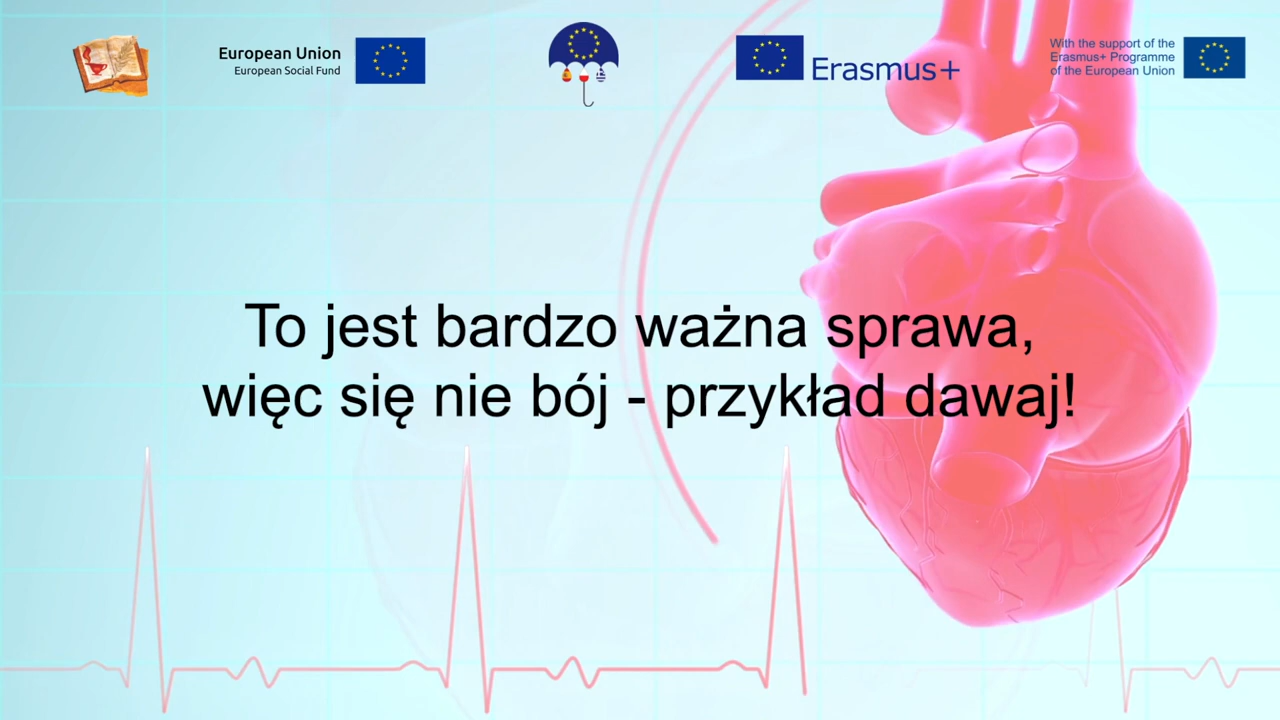 European Union
European Social Fund
Erasmus+
With the support of the
Erasmus+ Programme
of the European Union
To jest bardzo ważna sprawa,
więc się nie bój - przykład dawaj!